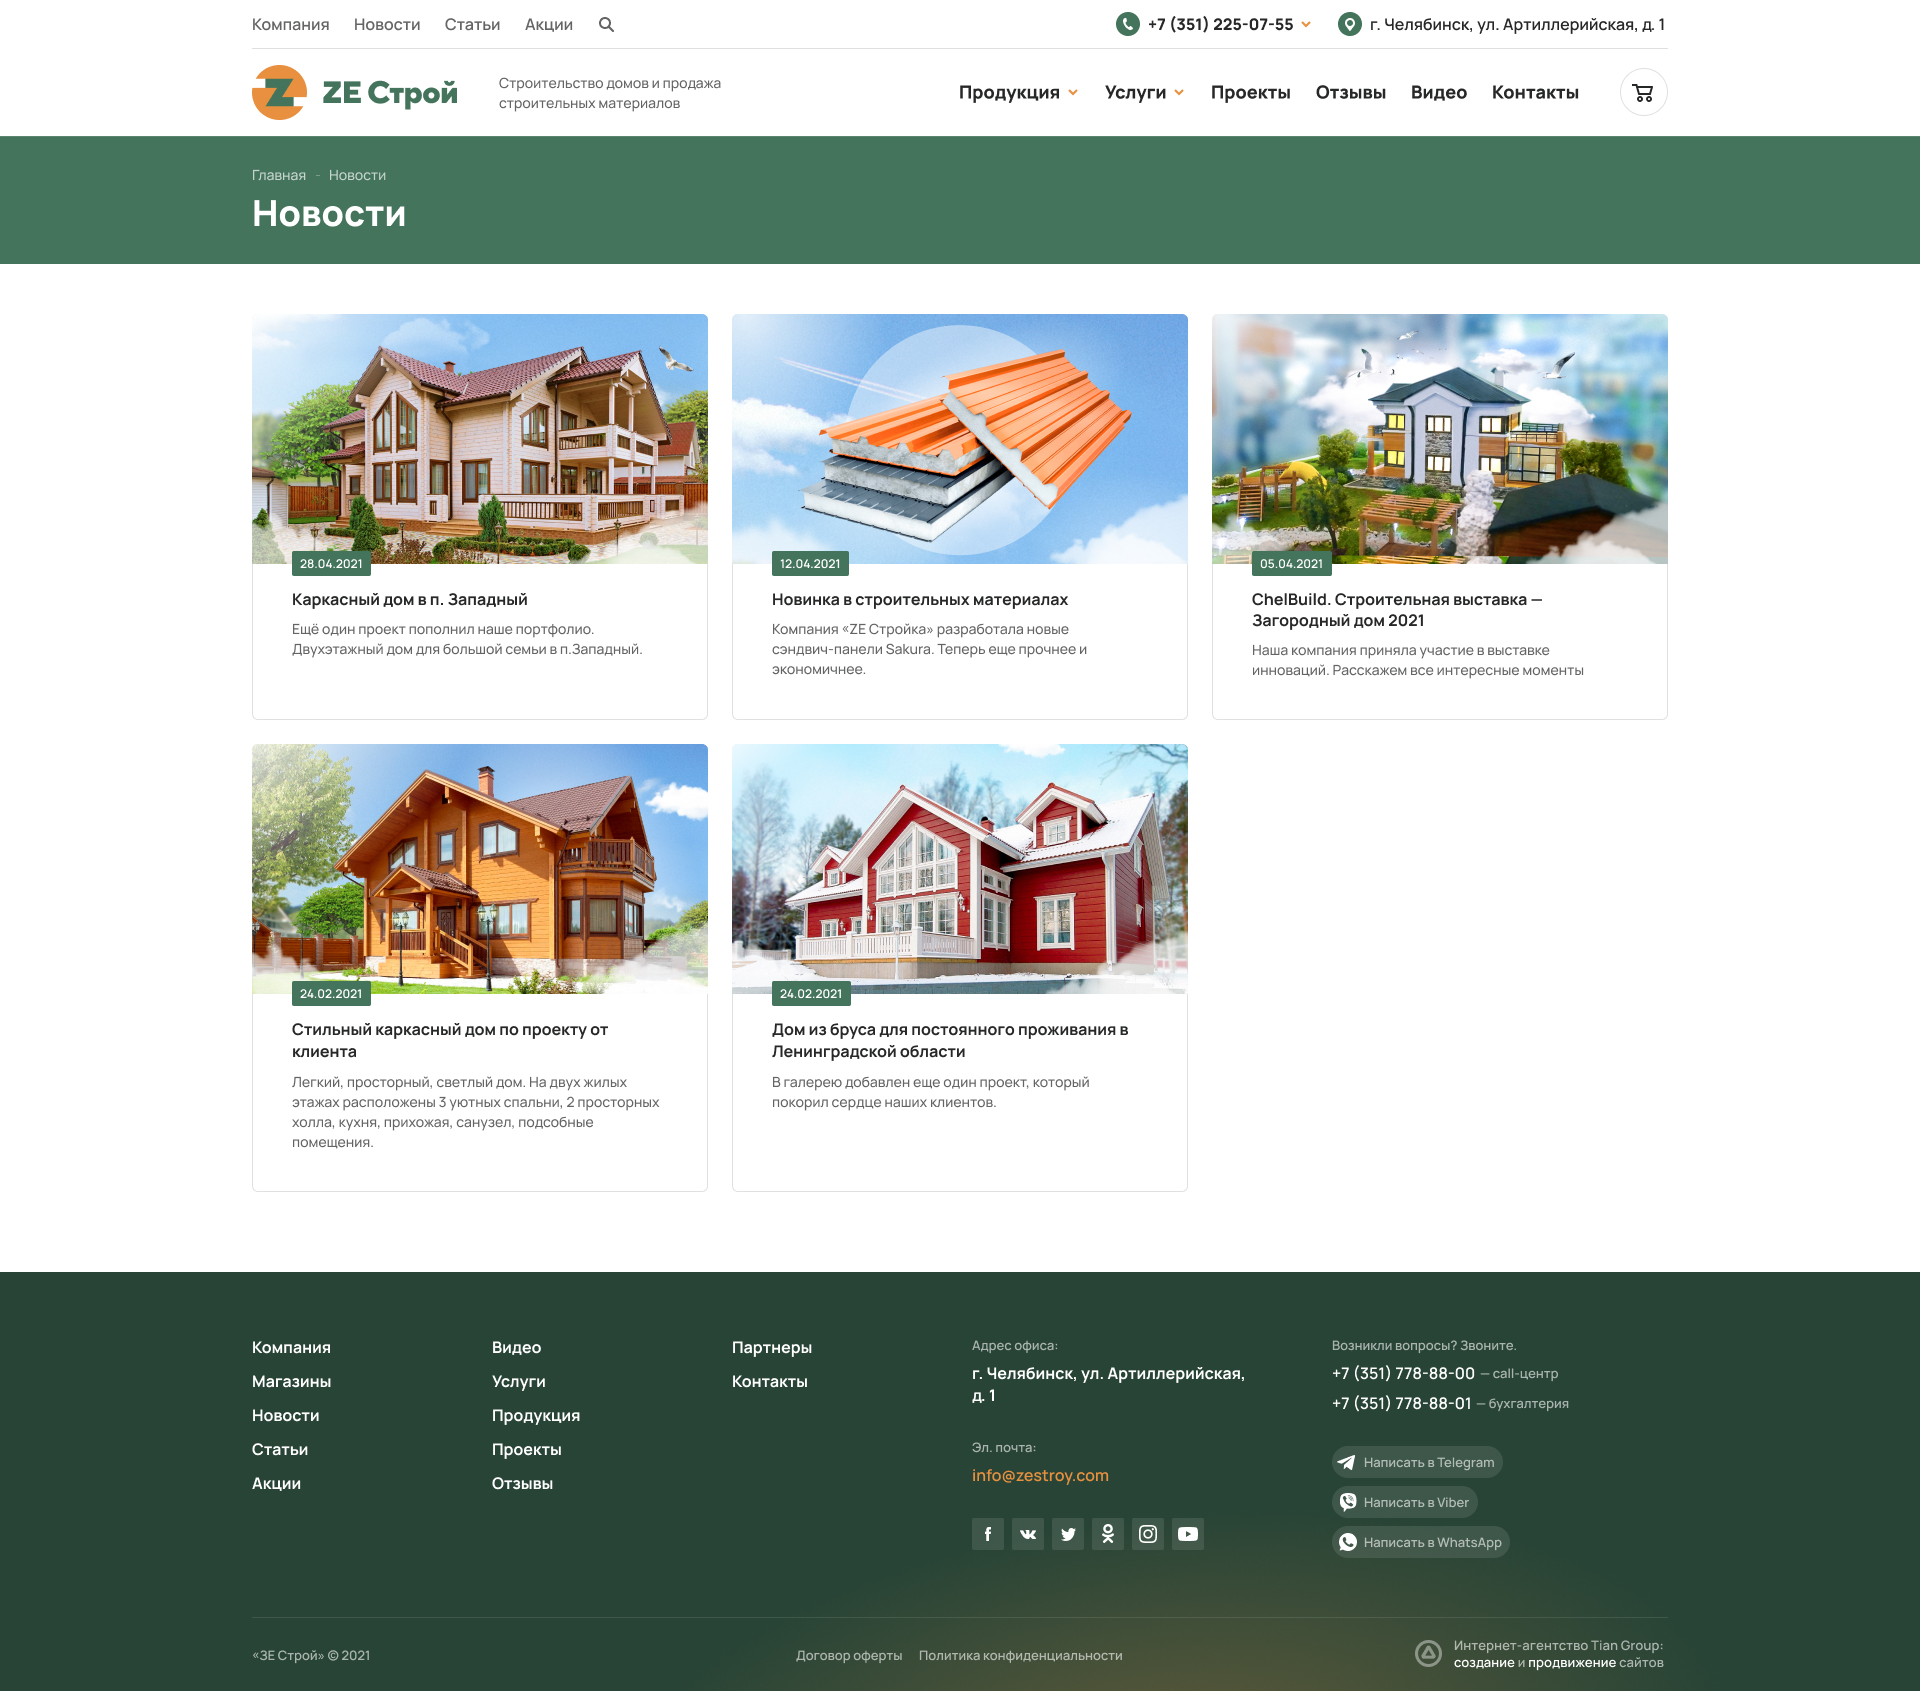 Компания
Новости
Статьи
Акции
+7 (351) 225-07-55
г. Челябинск, ул. Артиллерийская, д. 1
Z
ZE Строй
Строительство домов и продажа
строительных материалов
Продукция
Услуги
Проекты
Отзывы
Видео
Контакты
Главная - Новости
Новости
28.04.2021
Каркасный дом в п. Западный
Ещё один проект пополнил наше портфолио.
Двухэтажный дом для большой семьи в п.Западный.
12.04.2021
Новинка в строительных материалах
Компания «ZE Стройка» разработала новые
сэндвич-панели Sakura. Теперь еще прочнее и
экономичнее.
05.04.2021
ChelBuild. Строительная выставка —
Загородный дом 2021
Наша компания приняла участие в выставке
инноваций. Расскажем все интересные моменты
24.02.2021
Стильный каркасный дом по проекту от
клиента
Легкий, просторный, светлый дом. На двух жилых
этажах расположены 3 уютных спальни, 2 просторных
холла, кухня, прихожая, санузел, подсобные
помещения.
24.02.2021
Дом из бруса для постоянного проживания в
Ленинградской области
В галерею добавлен еще один проект, который
покорил сердце наших клиентов.
Компания
Магазины
Новости
Статьи
Акции
Видео
Услуги
Продукция
Проекты
Отзывы
Партнеры
Контакты
Адрес офиса:
г. Челябинск, ул. Артиллерийская,
д. 1
Эл. почта:
info@zestroy.com
Возникли вопросы? Звоните.
+7 (351) 778-88-00 — call-центр
+7 (351) 778-88-01 — бухгалтерия
Написать в Telegram
Написать в Viber
Написать в WhatsApp
«ЗЕ Строй» © 2021
Договор оферты
Политика конфиденциальности
Интернет-агентство Tian Group:
создание и продвижение сайтов